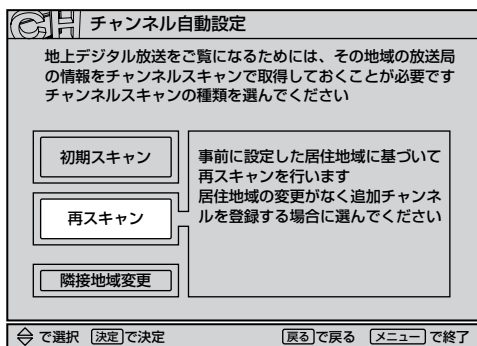 CH チャンネル自動設定
地上デジタル放送をご覧になるためには、その地域の放送局
の情報をチャンネルスキャンで取得しておくことが必要です
チャンネルスキャンの種類を選んでください
初期スキャン
再スキャン
隣接地域変更
事前に設定した居住地域に基づいて
再スキャンを行います
居住地域の変更がなく追加チャンネ
ルを登録する場合に選んでください
で選択 決定で決定 戻るで戻る メニューで終了